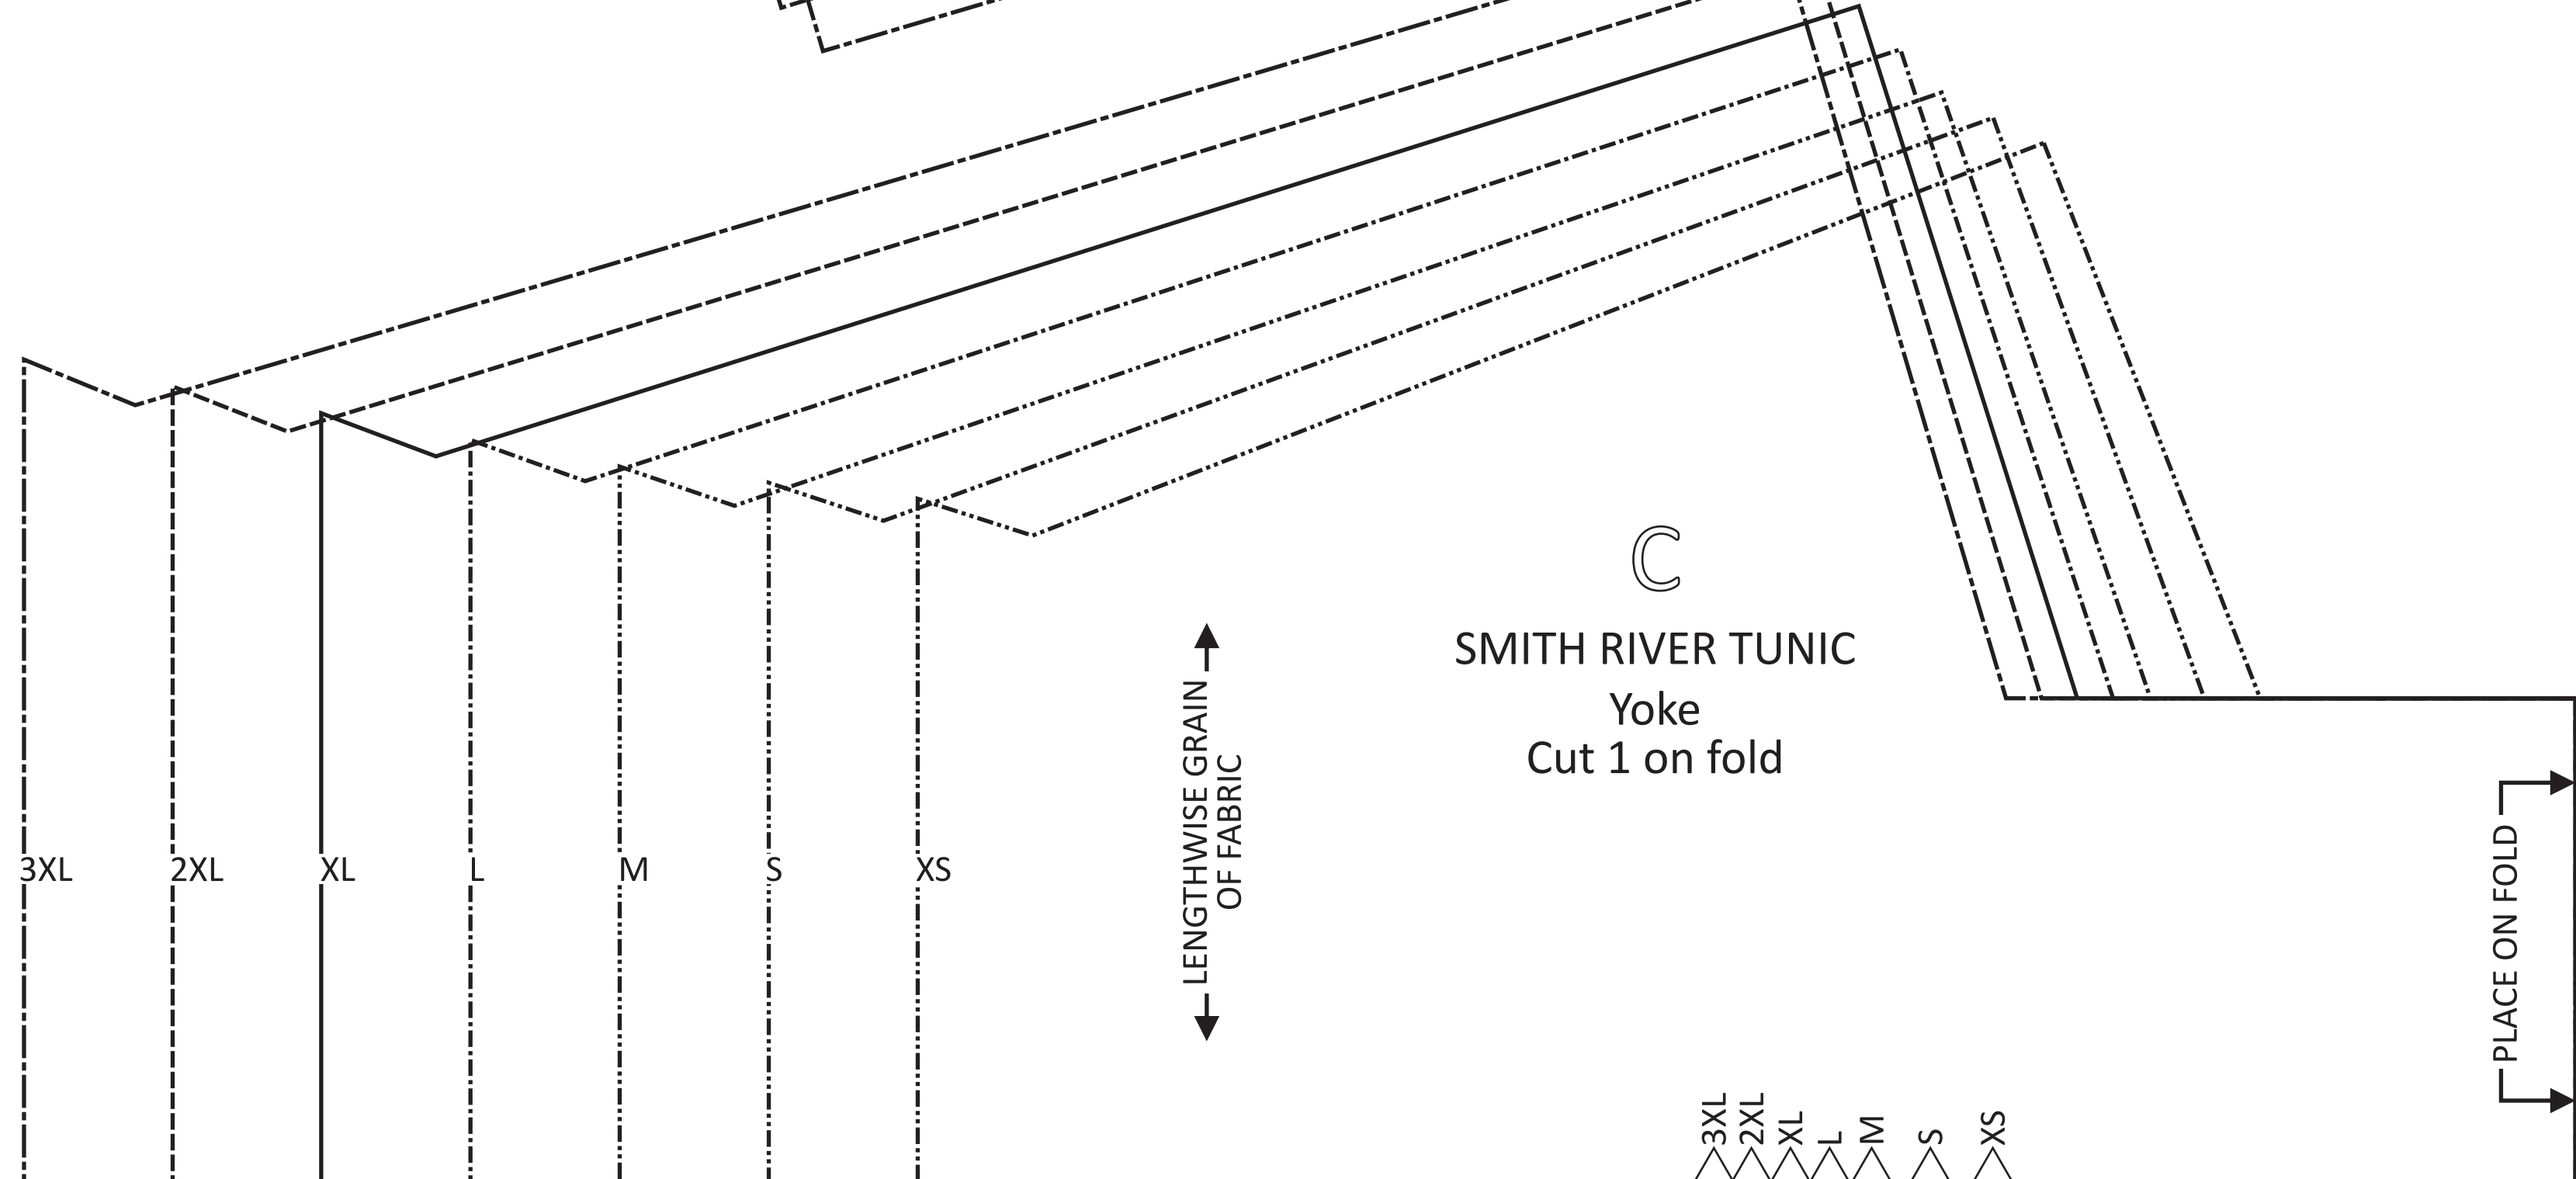 C
SMITH RIVER TUNIC
Yoke
Cut 1 on fold
LENGTHWISE GRAIN
OF FABRIC
PLACE ON FOLD
3XL
2XL
XL
L
M
S
XS
3XL
2XL
XL
L
M
S
XS